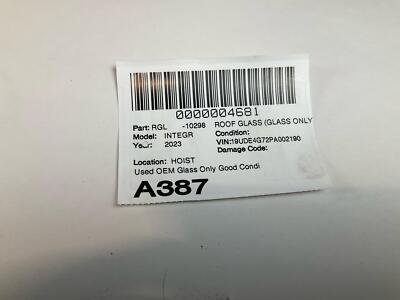 0000004681
Part: RGL -10298 ROOF GLASS (GLASS ONLY
Model: INTEGR Condition:
Year: 2023 VIN:19UDE4G72PA002190
Damage Code:
Location: HOIST
Used OEM Glass Only Good Condi
A387